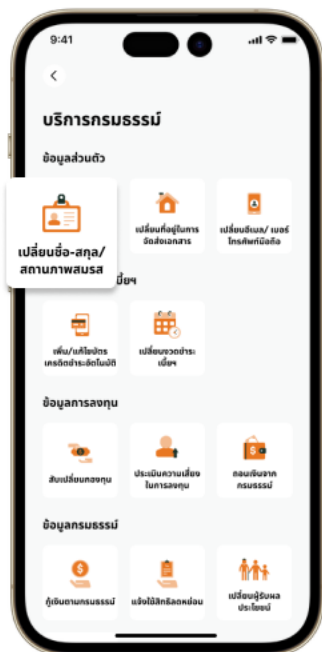 9:41
บริการกรมธรรม์
ข้อมูลส่วนตัว
เปลี่ยนชื่อ-สกุล/
สถานภาพสมรส
เปลี่ยนที่อยู่ในการ
จัดส่งเอกสาร
เปลี่ยนอีเมล/ เบอร์
โทรศัพท์มือถือ
เบี้ยฯ
เพิ่ม/แก้ไขบัตร
เครดิตชำระอัตโนมัติ
เปลี่ยนงวดชำระ
เบี้ยฯ
ข้อมูลการลงทุน
สับเปลี่ยนกองทุน
ประเมินความเสี่ยง
ในการลงทุน
ถอนเงินจาก
กรมธรรม์
ข้อมูลกรมธรรม์
กู้เงินตามกรมธรรม์
แจ้งใช้สิทธิลดหย่อน
เปลี่ยนผู้รับผล
ประโยชน์